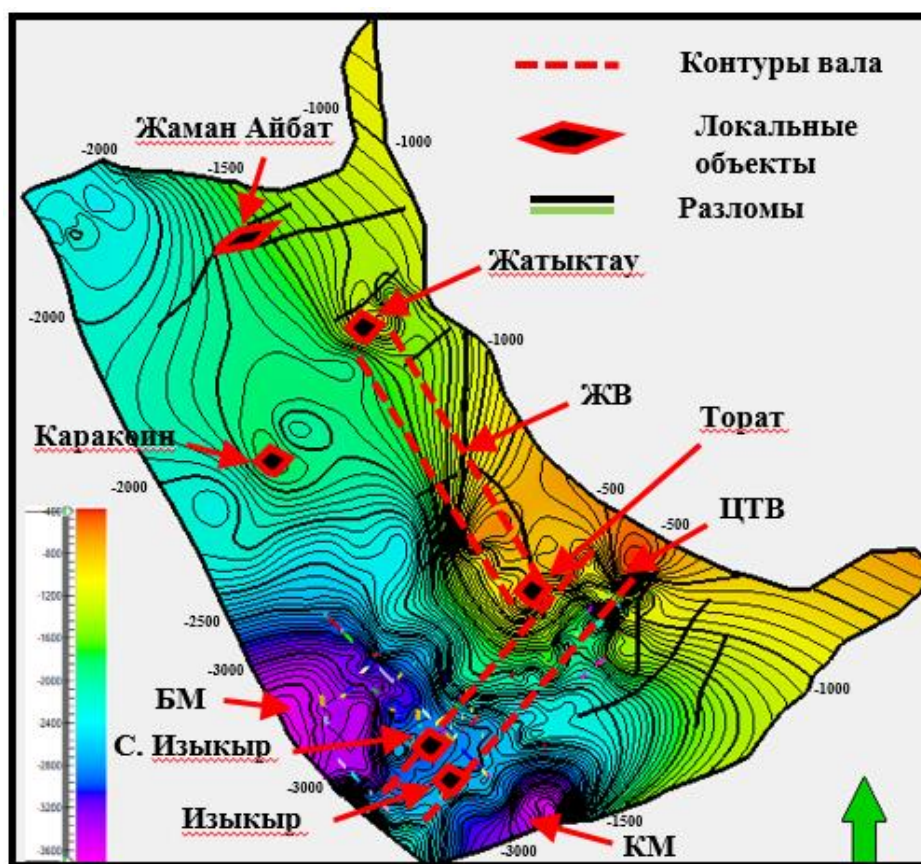 Контуры вала
Локальные
объекты
Разломы
Жаман Айбат
-1000
-2000
-1500
-1000
Жатыктау
-2000
-1000
ЖВ
Торат
Каракоин
-2000
-500
ЦТВ
-500
-400
-800
-1200
-1600
-2000
-2400
-2800
-3200
-3600
-2500
-3000
-1000
БМ
С. Изыкыр
-3000
Изыкыр
-1500
-3000
КМ